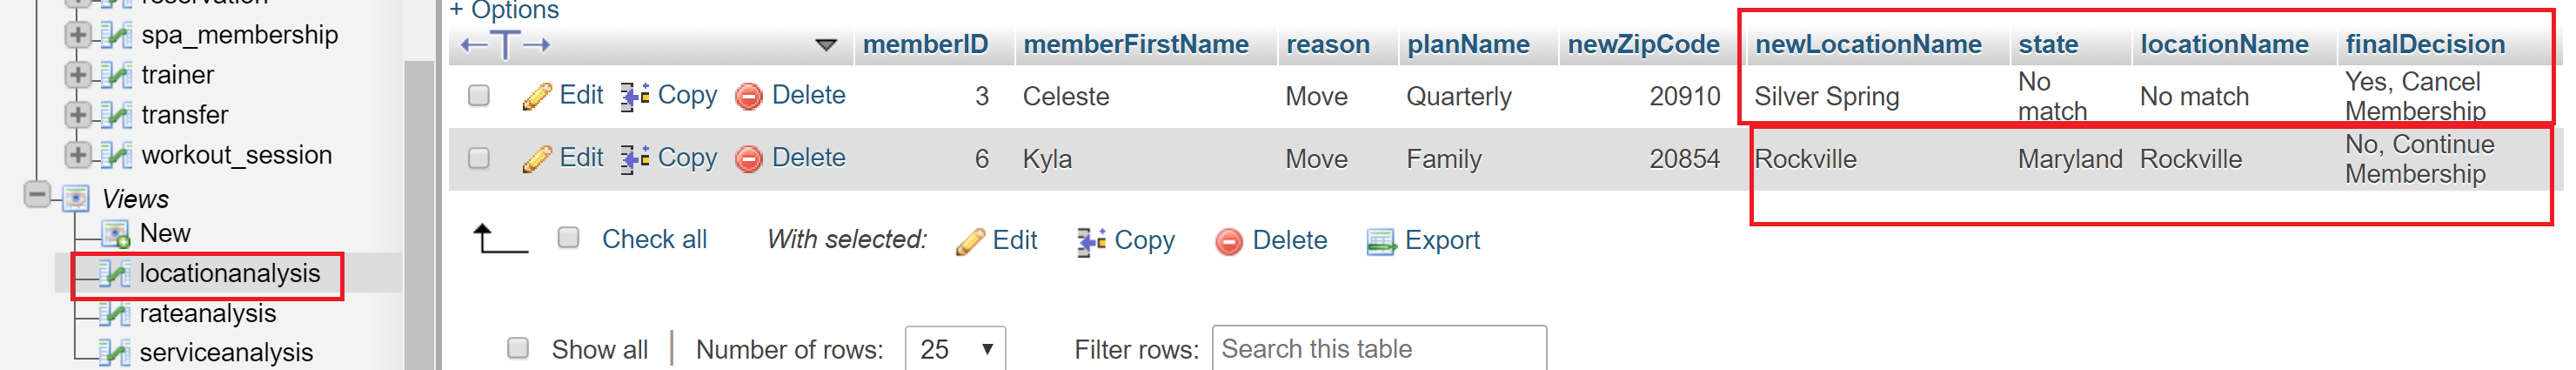 reservation
spa_membership
trainer
transfer
workout_session
Views
New
locationanalysis
rateanalysis
serviceanalysis
+ Options
←T→ memberID memberFirstName reason planName newZipCode newLocationName state locationName finalDecision
Edit Copy Delete 3 Celeste Move Quarterly 20910 Silver Spring No match No match Yes, Cancel Membership
Edit Copy Delete 6 Kyla Move Family 20854 Rockville Maryland Rockville No, Continue Membership
Check all With selected: Edit Copy Delete Export
Show all | Number of rows: 25 Filter rows: Search this table